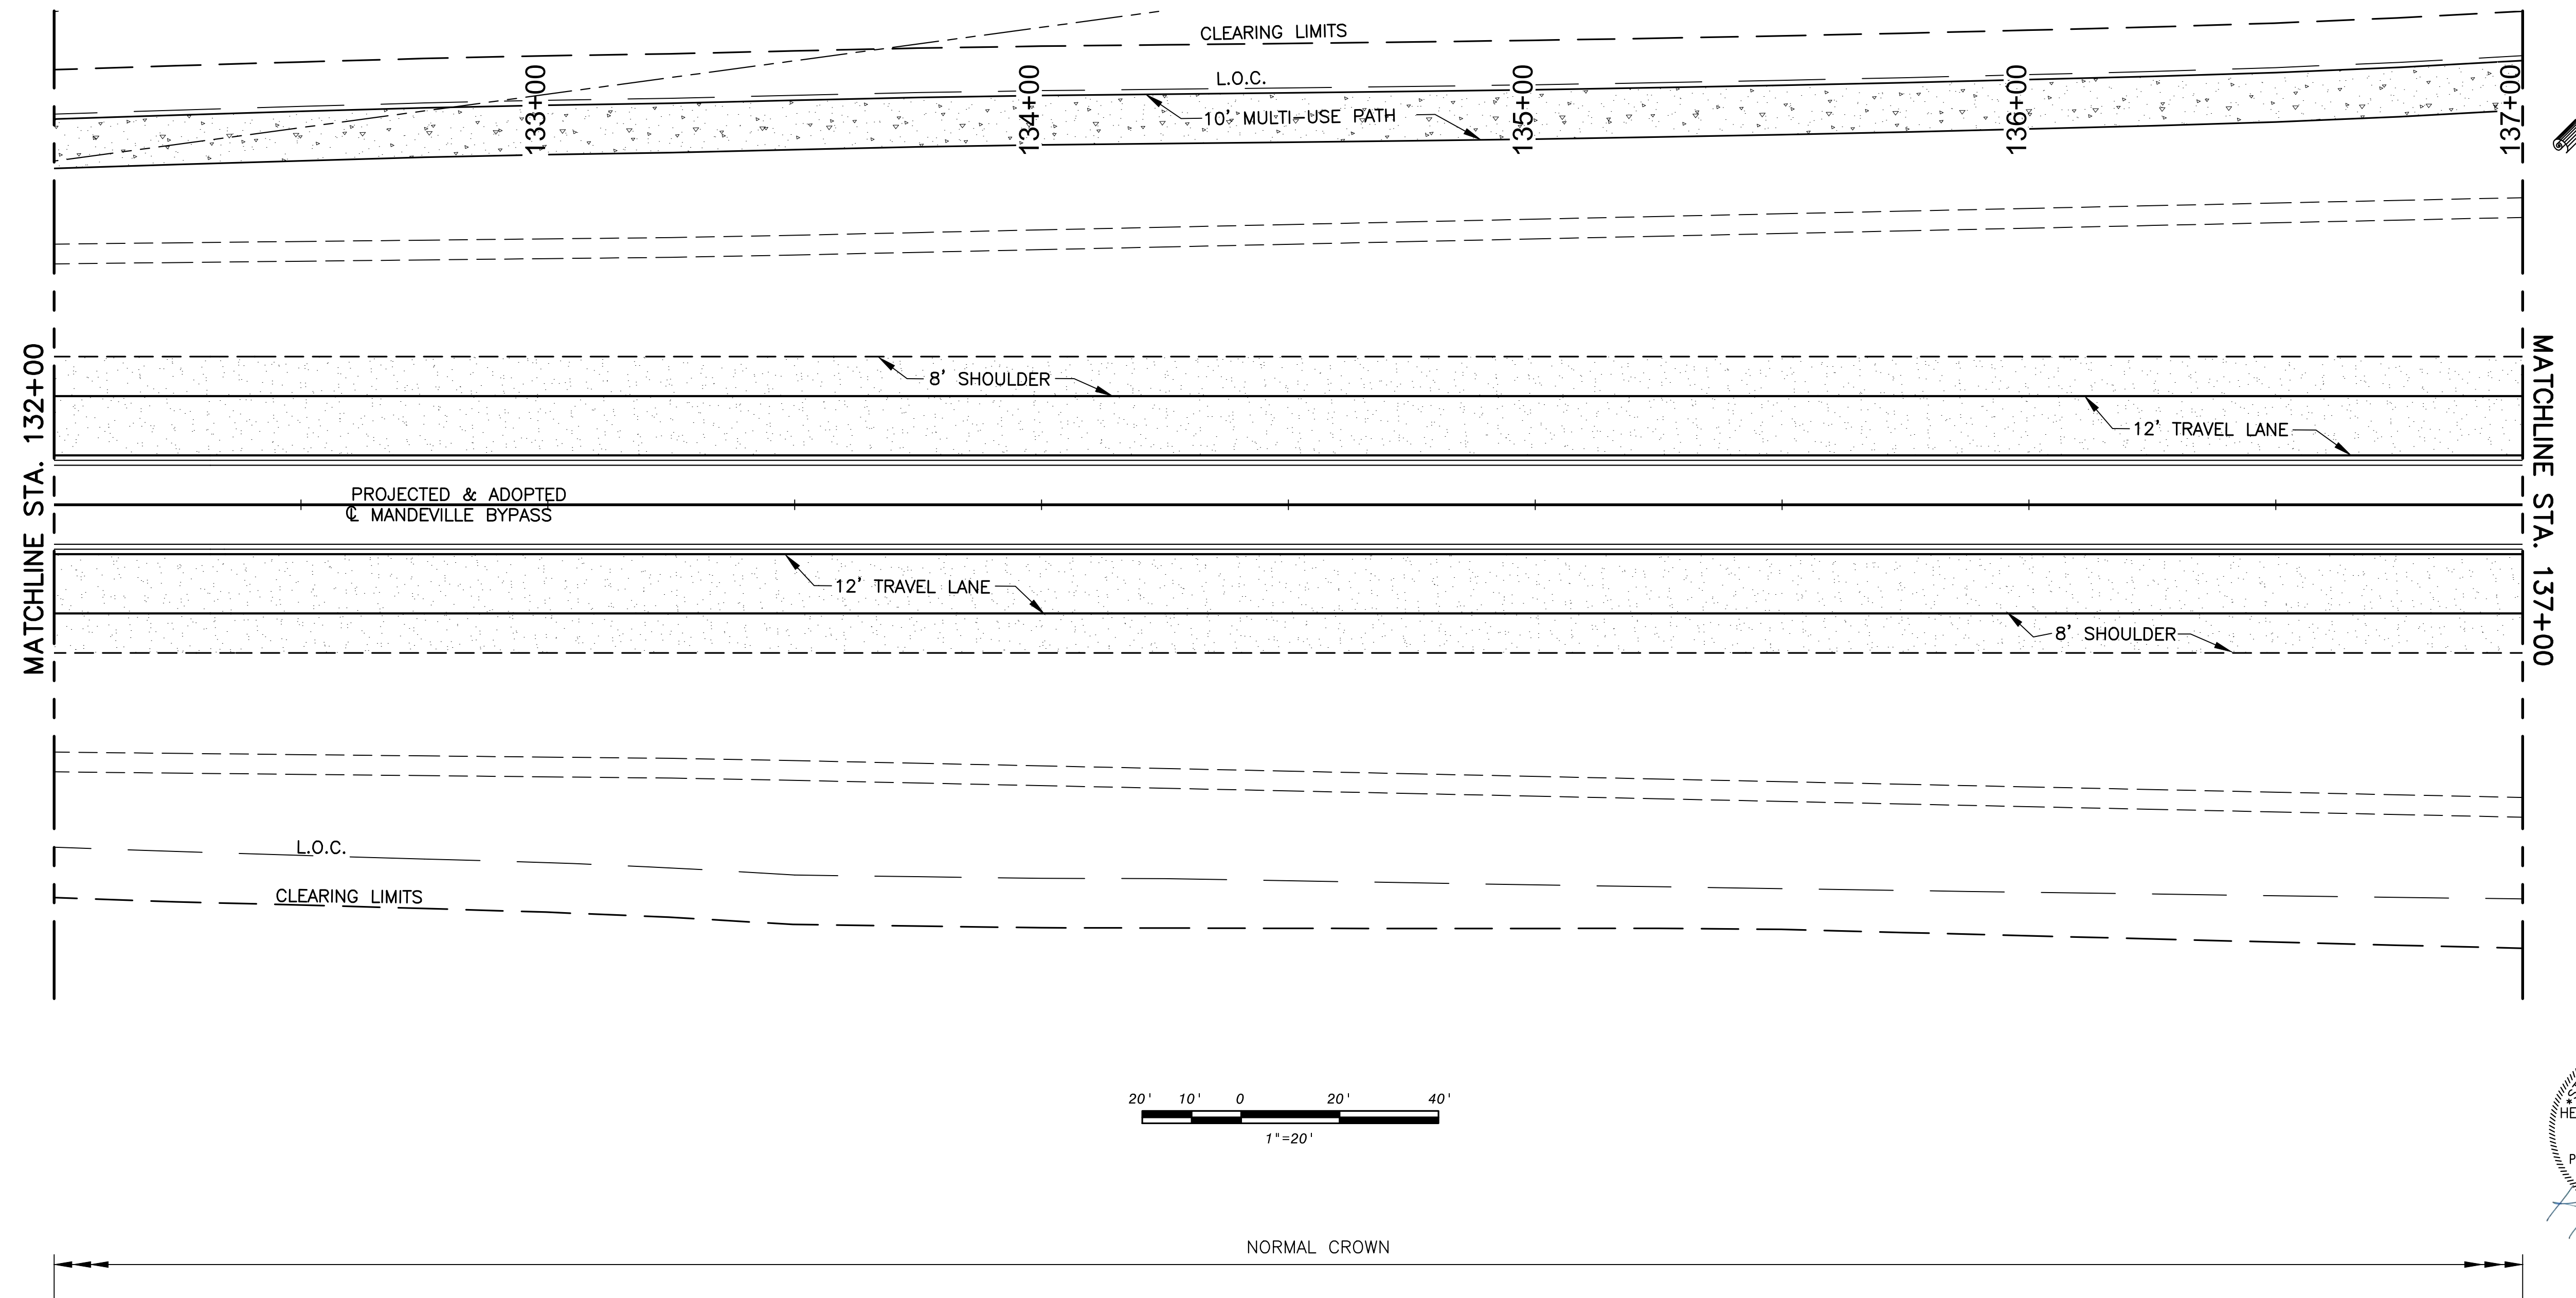 CLEARING LIMITS
L.O.C.
10' MULTI-USE PATH
133+00
134+00
135+00
136+00
137+00
8' SHOULDER
12' TRAVEL LANE
MATCHLINE STA. 132+00
MATCHLINE STA. 137+00
PROJECTED & ADOPTED
℄ MANDEVILLE BYPASS
12' TRAVEL LANE
8' SHOULDER
L.O.C.
CLEARING LIMITS
20' 10' 0 20' 40'
1"=20'
NORMAL CROWN